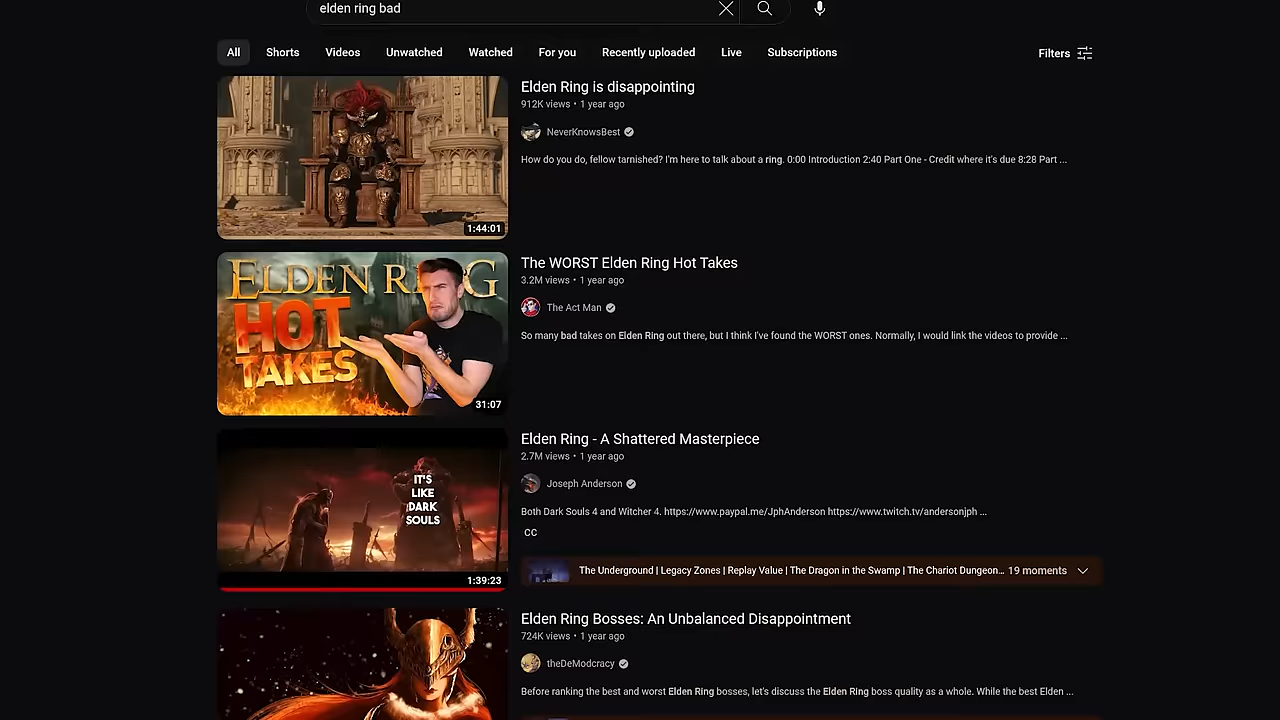 elden ring bad
All Shorts Videos Unwatched Watched For you Recently uploaded Live Subscriptions Filters
Elden Ring is disappointing
912K views • 1 year ago
NeverKnowsBest
How do you do, fellow tarnished? I'm here to talk about a ring. 0:00 Introduction 2:40 Part One - Credit where it's due 8:28 Part ...
1:44:01
ELDEN RING
HOT
TAKES
31:07
The WORST Elden Ring Hot Takes
3.2M views • 1 year ago
The Act Man
So many bad takes on Elden Ring out there, but I think I've found the WORST ones. Normally, I would link the videos to provide ...
IT'S
LIKE
DARK
SOULS
1:39:23
Elden Ring - A Shattered Masterpiece
2.7M views • 1 year ago
Joseph Anderson
Both Dark Souls 4 and Witcher 4. https://www.paypal.me/JphAnderson https://www.twitch.tv/andersonjph ...
CC
The Underground | Legacy Zones | Replay Value | The Dragon in the Swamp | The Chariot Dungeon... 19 moments
Elden Ring Bosses: An Unbalanced Disappointment
724K views • 1 year ago
theDeModcracy
Before ranking the best and worst Elden Ring bosses, let's discuss the Elden Ring boss quality as a whole. While the best Elden ...